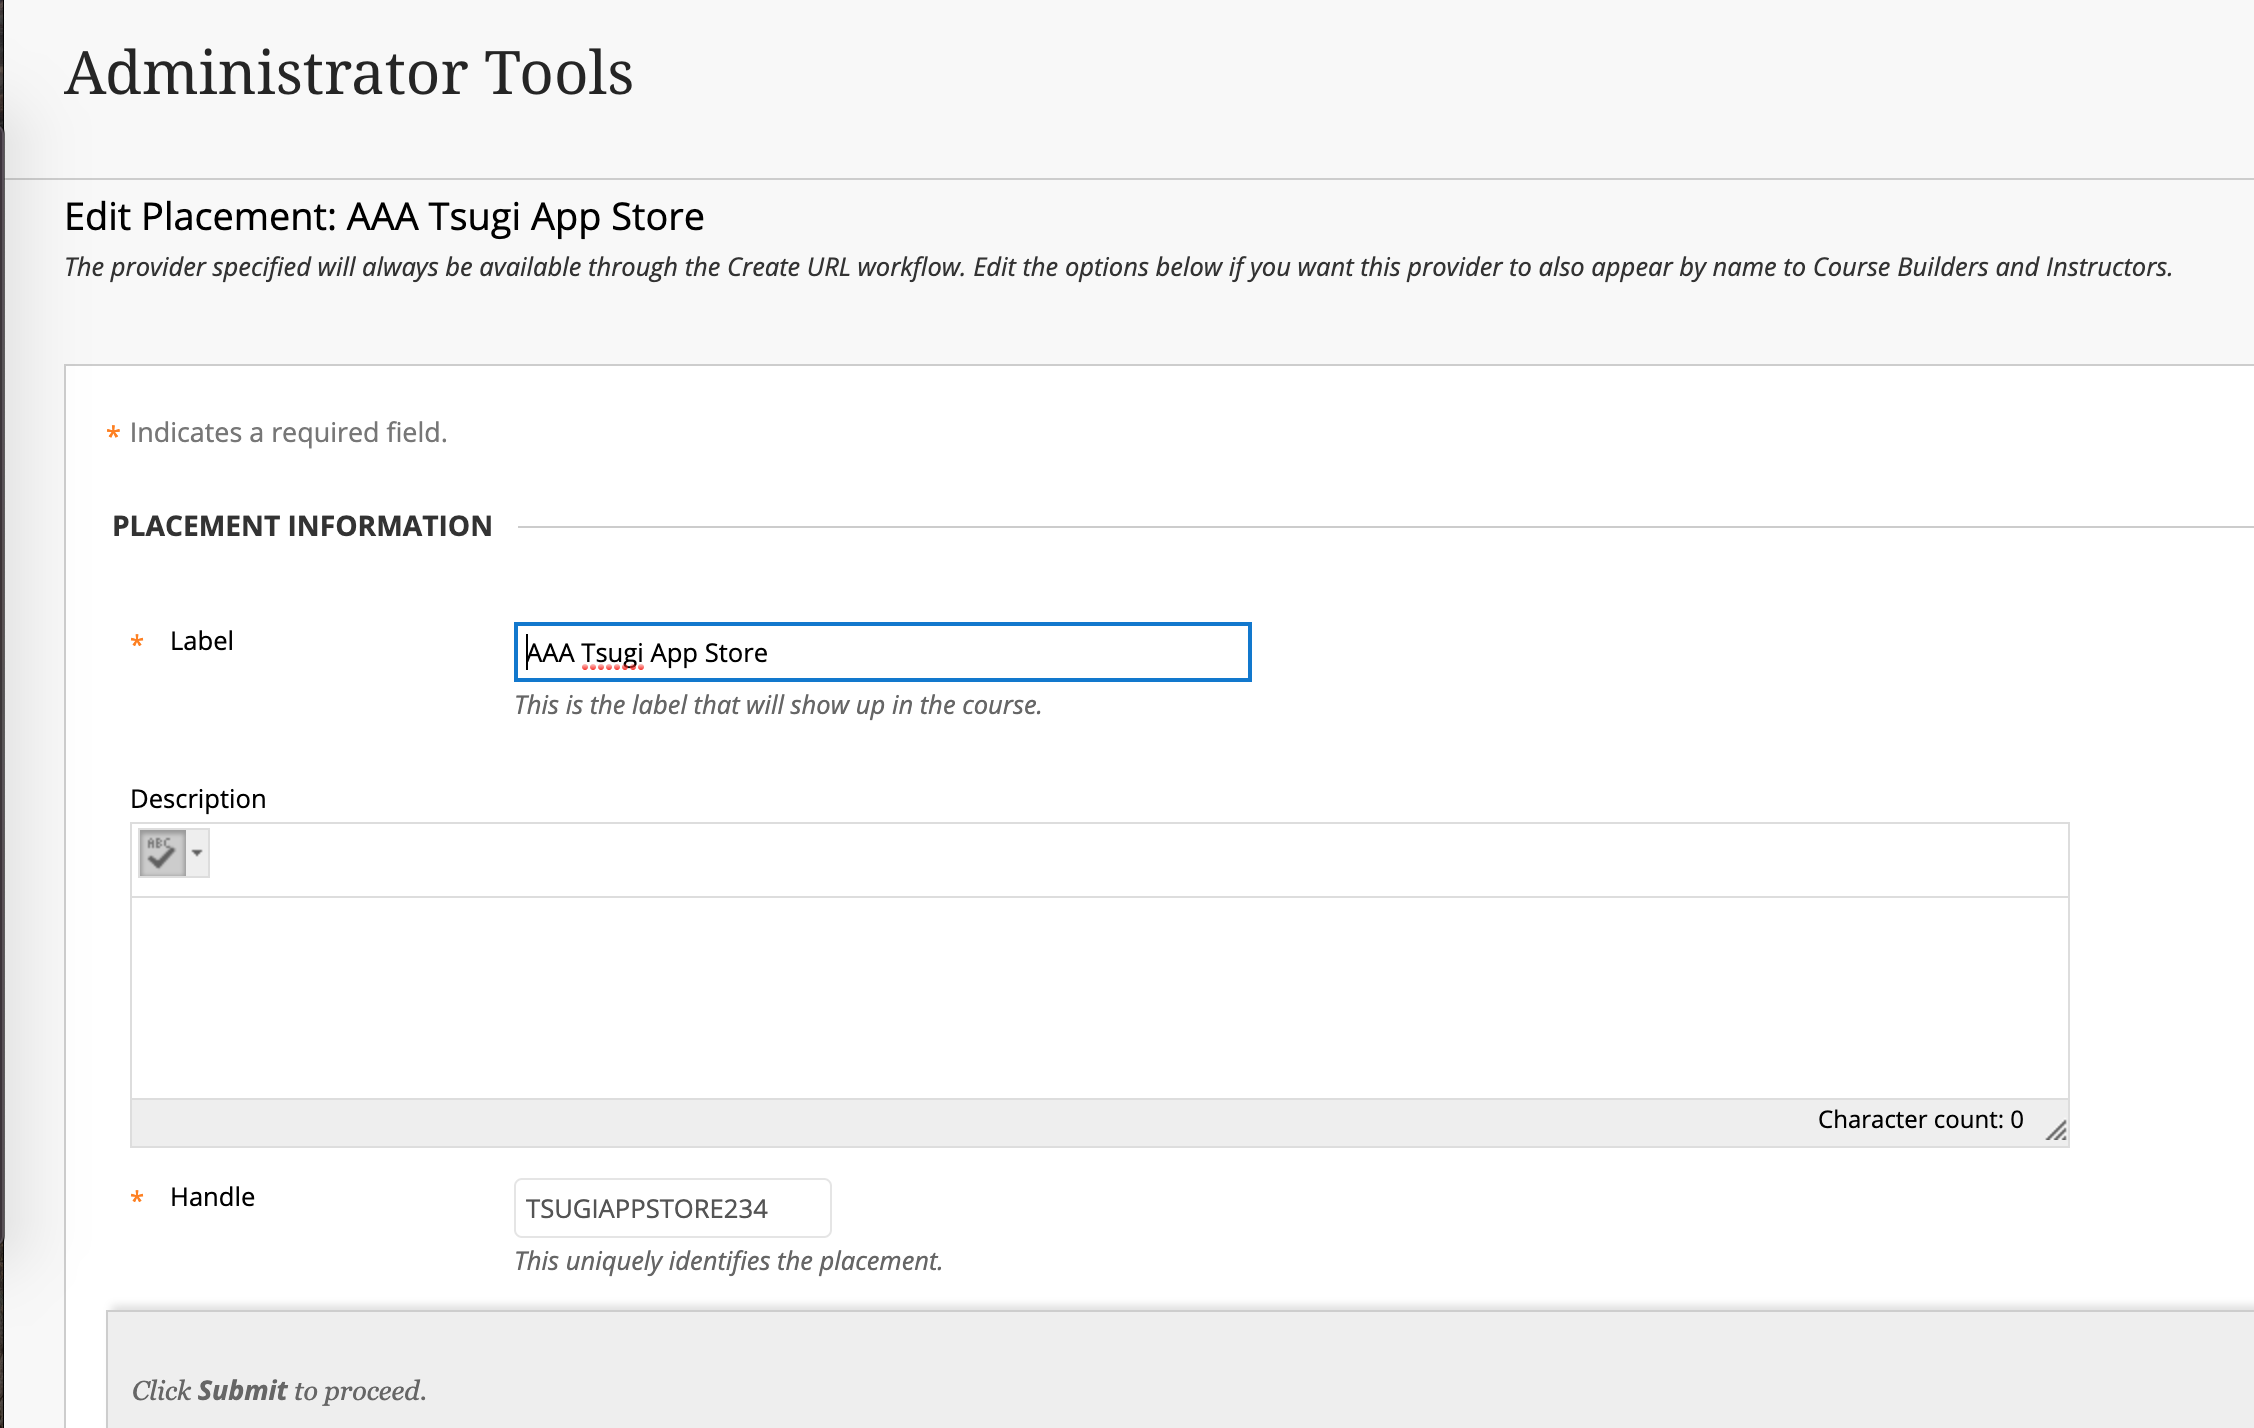 Administrator Tools
Edit Placement: AAA Tsugi App Store
The provider specified will always be available through the Create URL workflow. Edit the options below if you want this provider to also appear by name to Course Builders and Instructors.
* Indicates a required field.
PLACEMENT INFORMATION
* Label
AAA Tsugi App Store
This is the label that will show up in the course.
Description
ABC
Character count: 0
* Handle
TSUGIAPPSTORE234
This uniquely identifies the placement.
Click Submit to proceed.